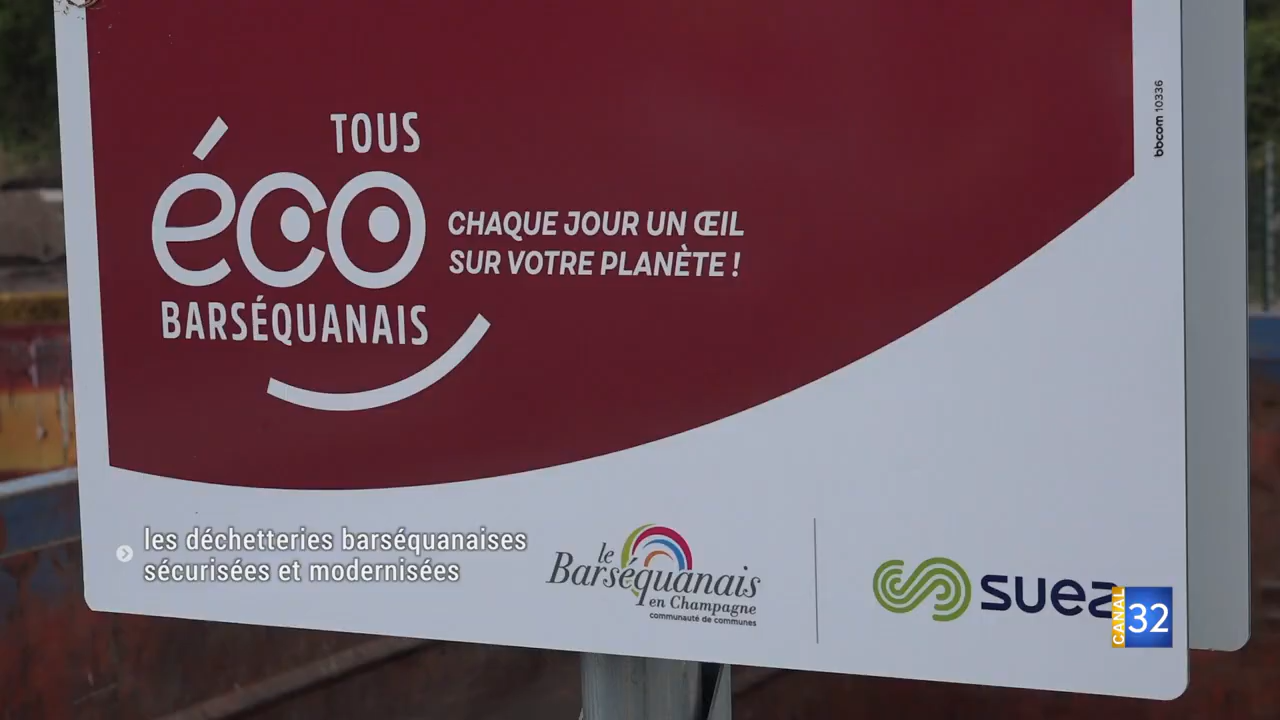 TOUS
éco
BARSÉQUANAIS
CHAQUE JOUR UN ŒIL
SUR VOTRE PLANÈTE !
bbcom 10336
les déchetteries barséquanaises
sécurisées et modernisées
le
Barséquanais
en Champagne
communauté de communes
suez
CANAL
32